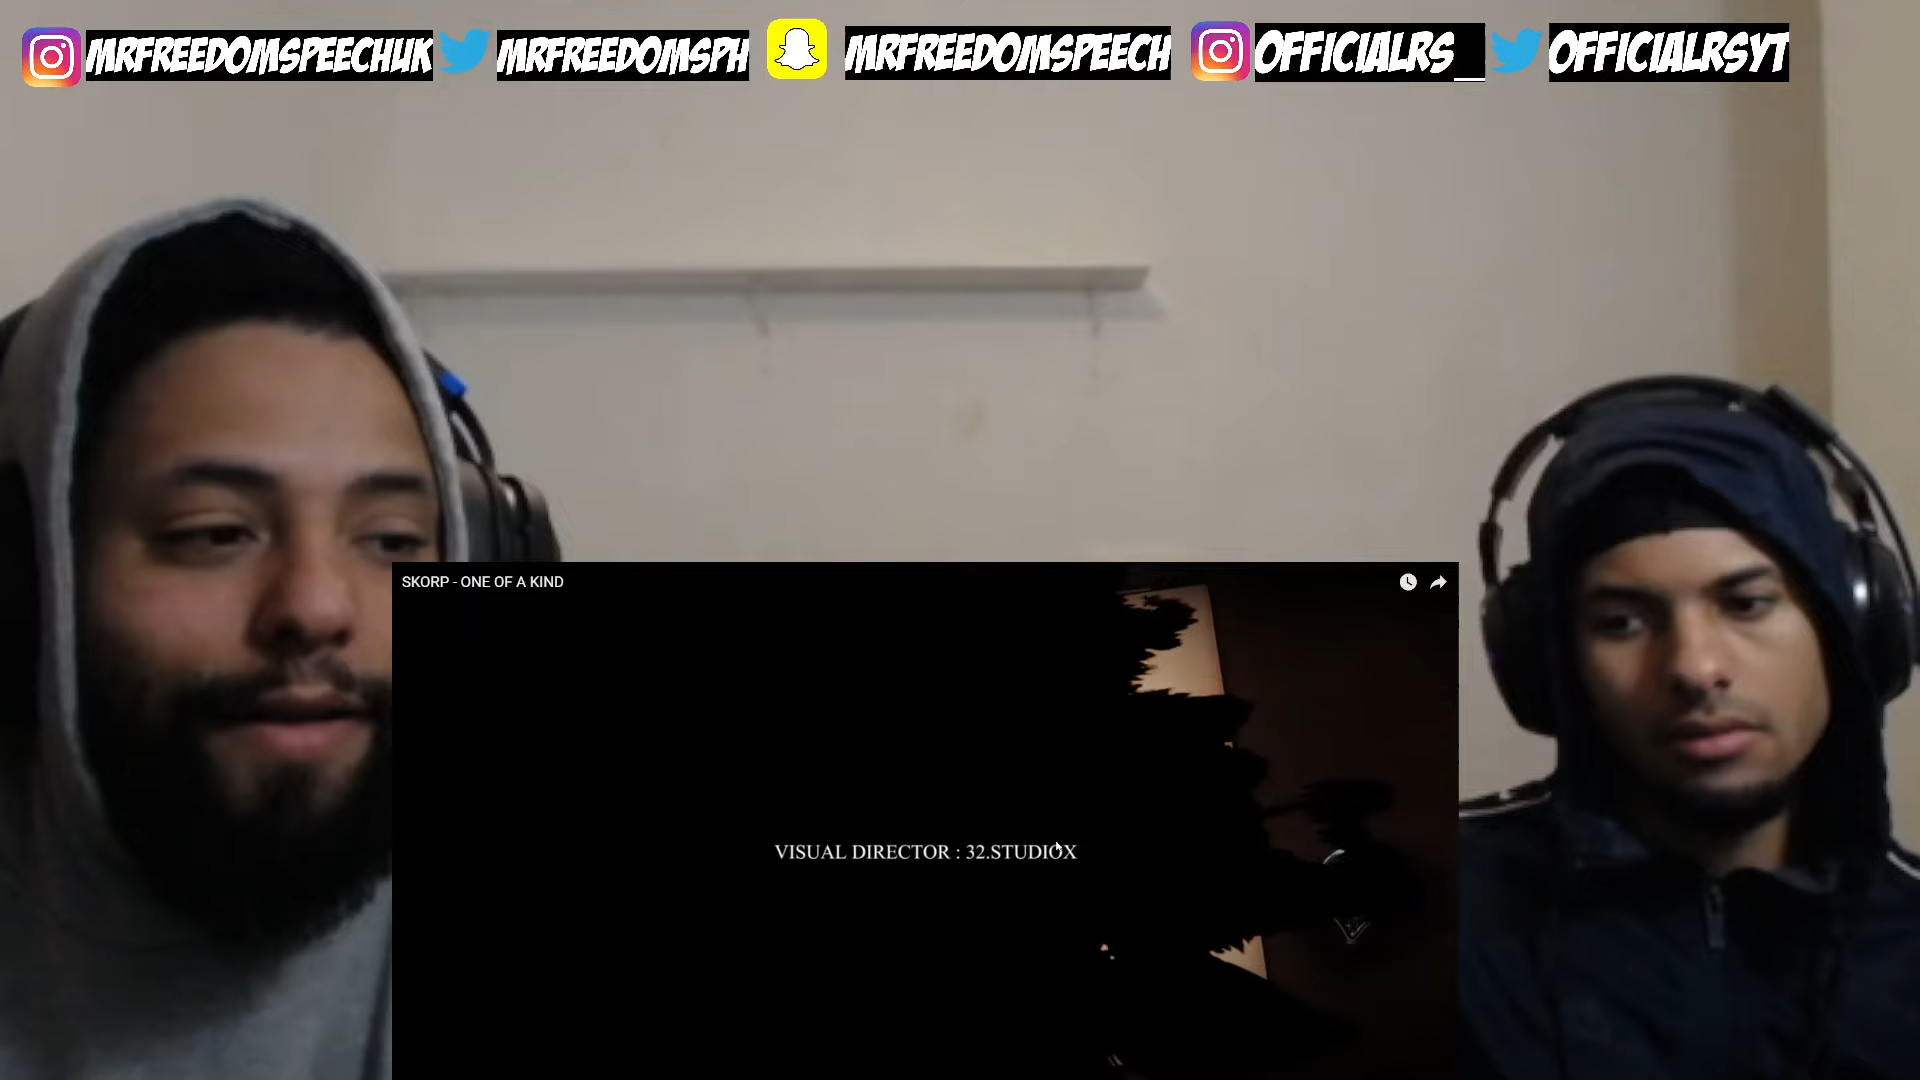 MRFREEDOMSPEECHUK MRFREEDOMSPH MRFREEDOMSPEECH OFFICIALRS_ OFFICIALRSYT
SKORP - ONE OF A KIND
VISUAL DIRECTOR : 32.STUDIOX